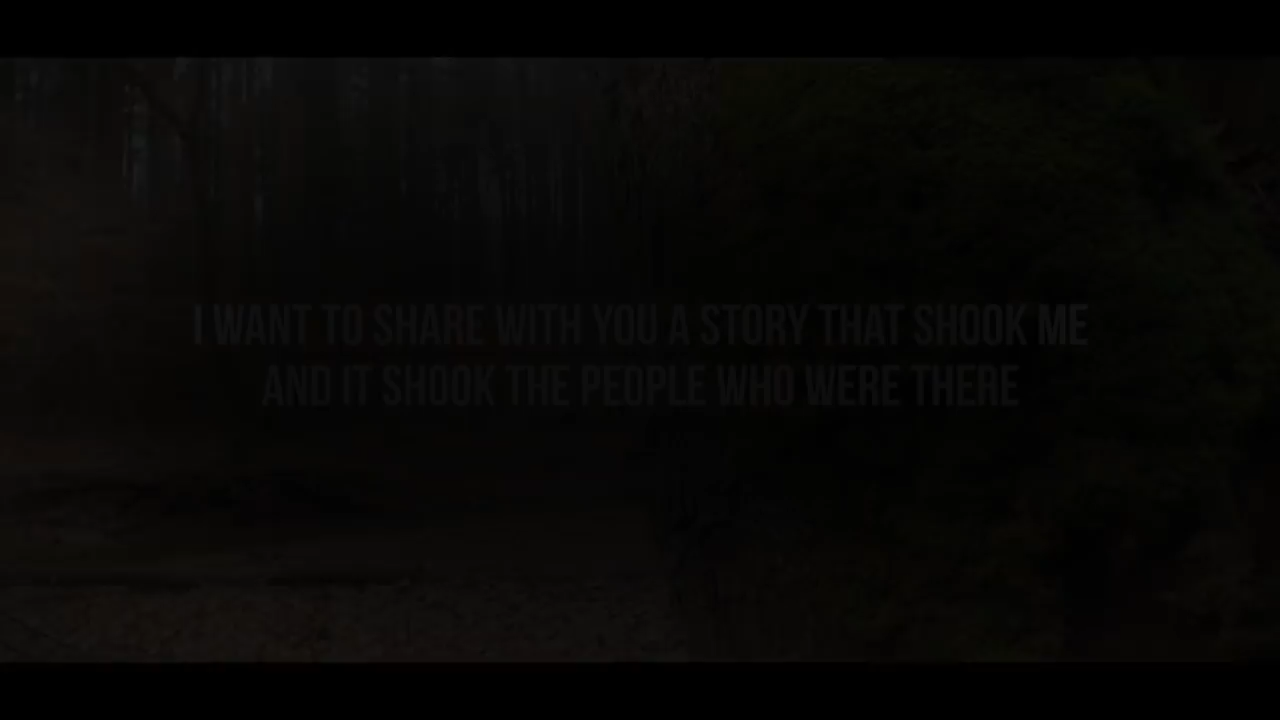 I WANT TO SHARE WITH YOU A STORY THAT SHOOK ME
AND IT SHOOK THE PEOPLE WHO WERE THERE